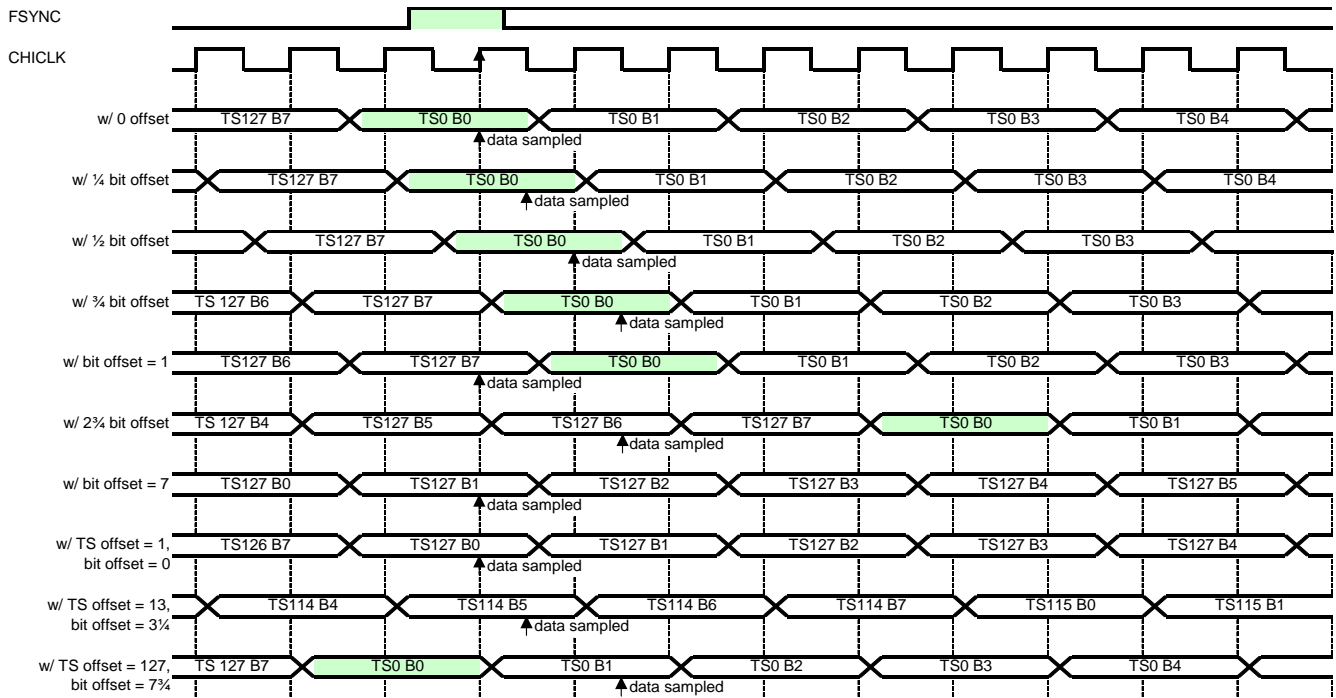 FSYNC
CHICLK
w/ 0 offset TS127 B7 TS0 B0 TS0 B1 TS0 B2 TS0 B3 TS0 B4
data sampled
w/ ¼ bit offset TS127 B7 TS0 B0 TS0 B1 TS0 B2 TS0 B3 TS0 B4
data sampled
w/ ½ bit offset TS127 B7 TS0 B0 TS0 B1 TS0 B2 TS0 B3
data sampled
w/ ¾ bit offset TS 127 B6 TS127 B7 TS0 B0 TS0 B1 TS0 B2 TS0 B3
data sampled
w/ bit offset = 1 TS127 B6 TS127 B7 TS0 B0 TS0 B1 TS0 B2 TS0 B3
data sampled
w/ 2¾ bit offset TS 127 B4 TS127 B5 TS127 B6 TS127 B7 TS0 B0 TS0 B1
data sampled
w/ bit offset = 7 TS127 B0 TS127 B1 TS127 B2 TS127 B3 TS127 B4 TS127 B5
data sampled
w/ TS offset = 1, TS126 B7 TS127 B0 TS127 B1 TS127 B2 TS127 B3 TS127 B4
bit offset = 0 data sampled
w/ TS offset = 13, TS114 B4 TS114 B5 TS114 B6 TS114 B7 TS115 B0 TS115 B1
bit offset = 3¼ data sampled
w/ TS offset = 127, TS 127 B7 TS0 B0 TS0 B1 TS0 B2 TS0 B3 TS0 B4
bit offset = 7¾ data sampled